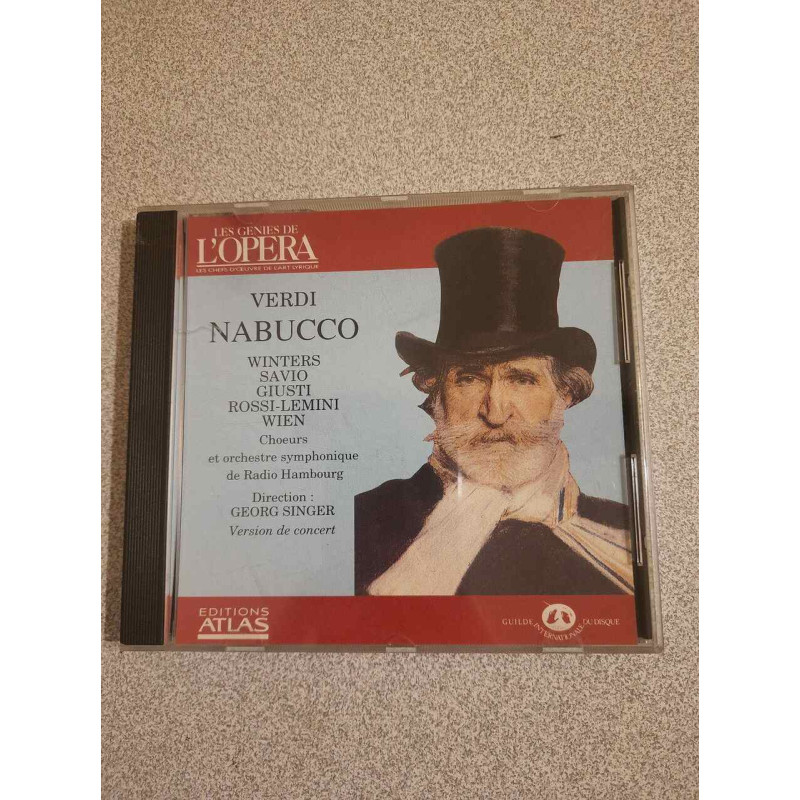 LES GENIES DE
L'OPERA
LES CHEFS D'ŒUVRE DE L'ART LYRIQUE
VERDI
NABUCCO
WINTERS
SAVIO
GIUSTI
ROSSI-LEMINI
WIEN
Choeurs
et orchestre symphonique
de Radio Hambourg
Direction :
GEORG SINGER
Version de concert
EDITIONS
ATLAS
GUILDE INTERNATIONALE DU DISQUE